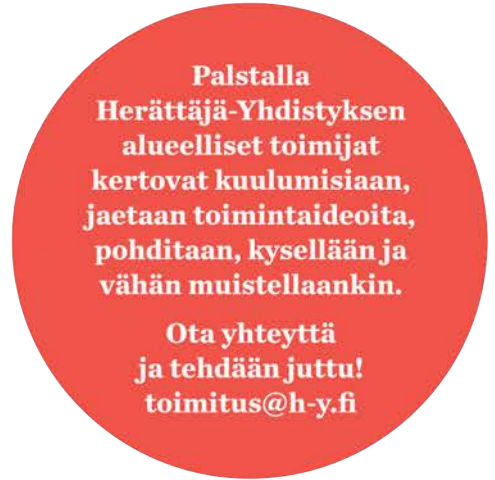 Palstalla
Herättäjä-Yhdistyksen
alueelliset toimijat
kertovat kuulumisiaan,
jaetaan toimintaideoita,
pohditaan, kysellään ja
vähän muistellaankin.
Ota yhteyttä
ja tehdään juttu!
toimitus@h-y.fi